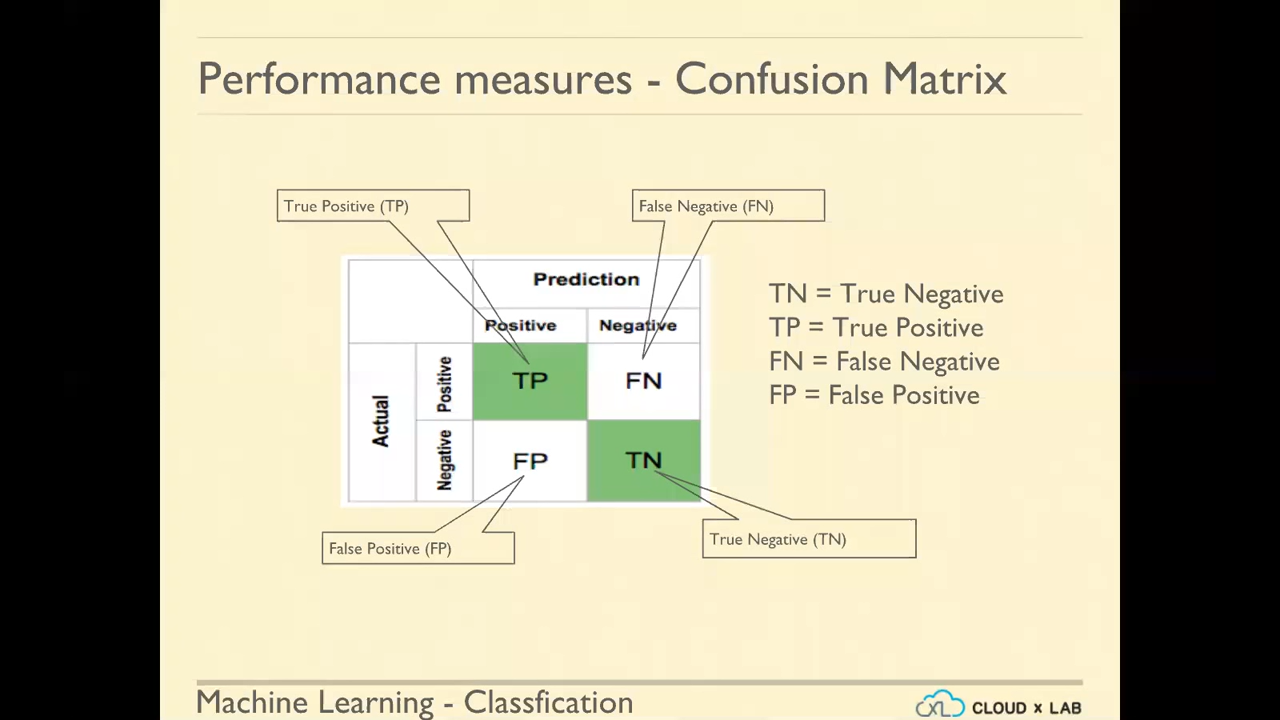 Performance measures - Confusion Matrix
True Positive (TP)
False Negative (FN)
Prediction
Positive
Negative
Actual
Positive
TP
FN
Negative
FP
TN
False Positive (FP)
True Negative (TN)
TN = True Negative
TP = True Positive
FN = False Negative
FP = False Positive
Machine Learning - Classfication
CLOUD x LAB